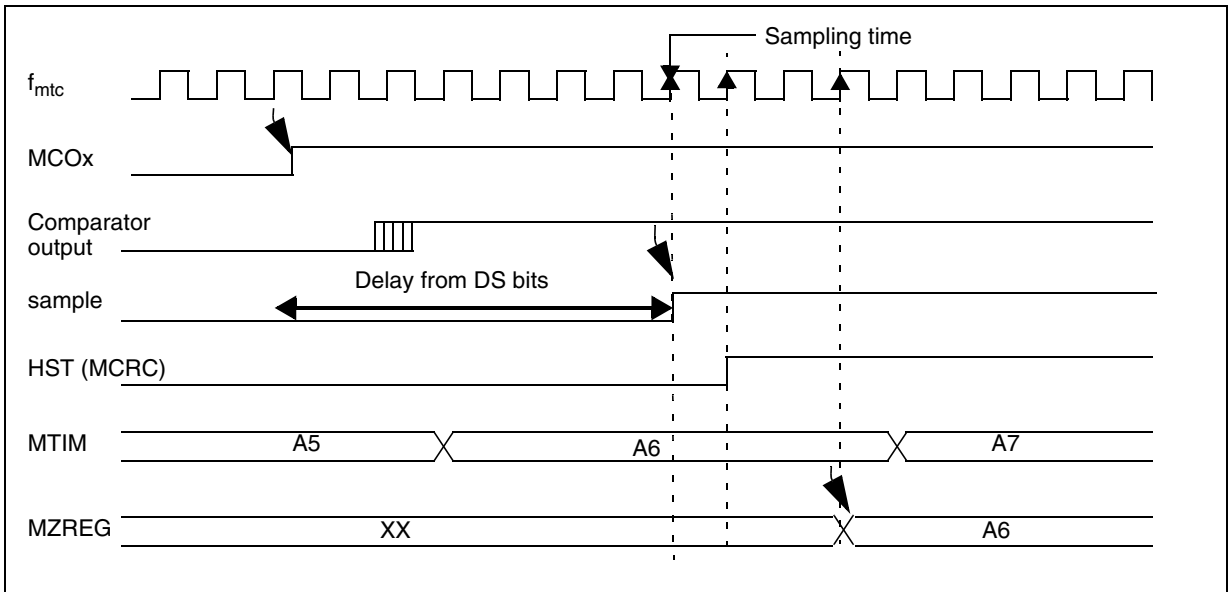 Sampling time
fmtc
MCOx
Comparator
output
Delay from DS bits
sample
HST (MCRC)
MTIM
A5
A6
A7
MZREG
XX
A6